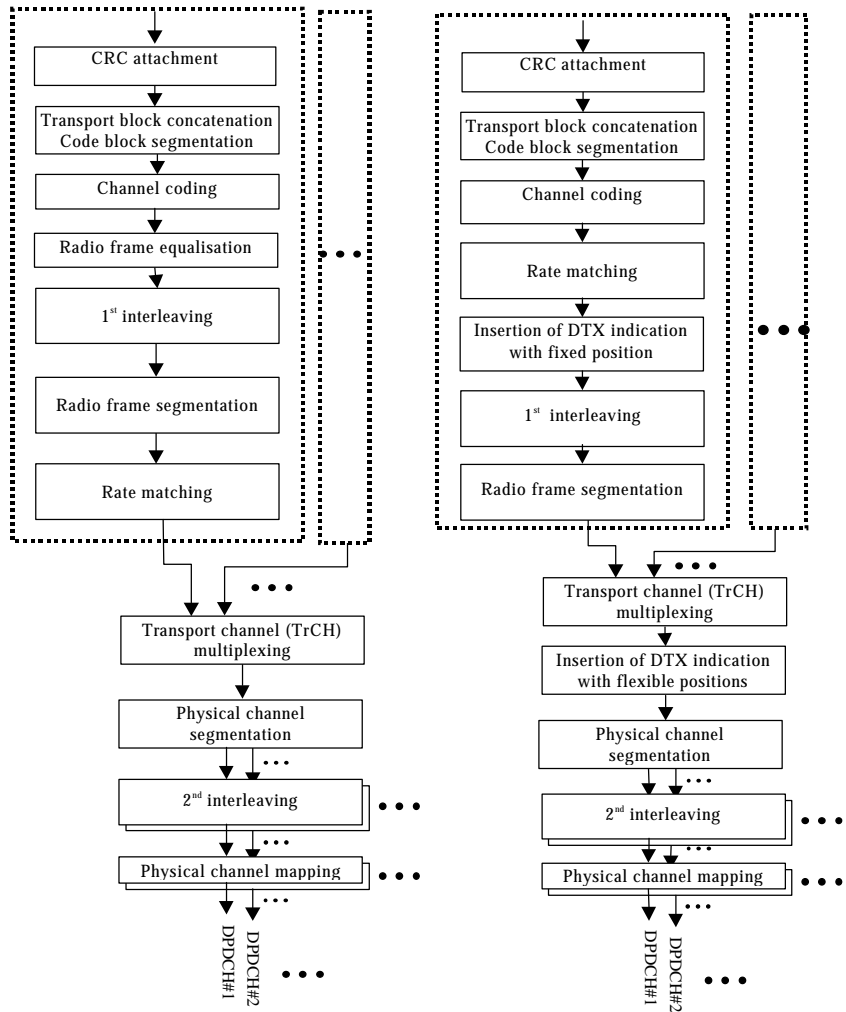 CRC attachment
Transport block concatenation
Code block segmentation
Channel coding
Radio frame equalisation
1st interleaving
Radio frame segmentation
Rate matching
Transport channel (TrCH)
multiplexing
Physical channel
segmentation
2nd interleaving
Physical channel mapping
DPDCH#1
DPDCH#2
CRC attachment
Transport block concatenation
Code block segmentation
Channel coding
Rate matching
Insertion of DTX indication
with fixed position
1st interleaving
Radio frame segmentation
Transport channel (TrCH)
multiplexing
Insertion of DTX indication
with flexible positions
Physical channel
segmentation
2nd interleaving
Physical channel mapping
DPDCH#1
DPDCH#2